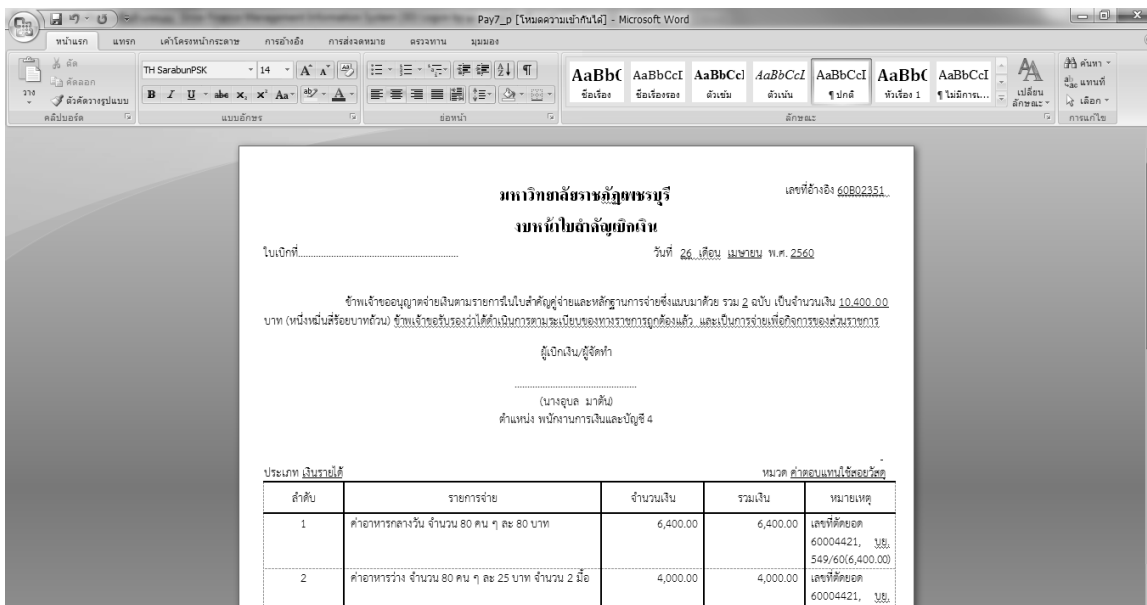 Pay7_p [โหมดความเข้ากันได้] - Microsoft Word
หน้าแรก แทรก เค้าโครงหน้ากระดาษ การอ้างอิง การส่งจดหมาย ตรวจทาน มุมมอง
วาง
ตัด
คัดลอก
ตัวคัดวางรูปแบบ
TH SarabunPSK 14
AaBbC AaBbCcI AaBbCcI AaBbCcI AaBbCcI AaBbC AaBbCcI
ชื่อเรื่อง ชื่อเรื่องรอง ตัวเข้ม ตัวเน้น ¶ ปกติ หัวเรื่อง 1 ¶ ไม่มีการเ...
เปลี่ยนลักษณะ
ค้นหา
แทนที่
เลือก
คลิปบอร์ด แบบอักษร ย่อหน้า ลักษณะ การแก้ไข
มหาวิทยาลัยราชภัฏเพชรบุรี เลขที่อ้างอิง 60B02351
งบหน้าใบสำคัญเบิกเงิน
ใบเบิกที่........................................................ วันที่ 26 เดือน เมษายน พ.ศ. 2560
ข้าพเจ้าขออนุญาตจ่ายเงินตามรายการในใบสำคัญคู่จ่ายและหลักฐานการจ่ายซึ่งแนบมาด้วย รวม 2 ฉบับ เป็นจำนวนเงิน 10,400.00
บาท (หนึ่งหมื่นสี่ร้อยบาทถ้วน) ข้าพเจ้าขอรับรองว่าได้ดำเนินการตามระเบียบของทางราชการถูกต้องแล้ว และเป็นการจ่ายเพื่อกิจการของส่วนราชการ
ผู้เบิกเงิน/ผู้จัดทำ
................................................
(นางอุบล มาตัน)
ตำแหน่ง พนักงานการเงินและบัญชี 4
ประเภท เงินรายได้ หมวด ค่าตอบแทนใช้สอยวัสดุ
ลำดับ รายการจ่าย จำนวนเงิน รวมเงิน หมายเหตุ
1 ค่าอาหารกลางวัน จำนวน 80 คน ๆ ละ 80 บาท 6,400.00 6,400.00 เลขที่ตัดยอด
60004421, บย.
549/60(6,400.00)
2 ค่าอาหารว่าง จำนวน 80 คน ๆ ละ 25 บาท จำนวน 2 มื้อ 4,000.00 4,000.00 เลขที่ตัดยอด
60004421, บย.